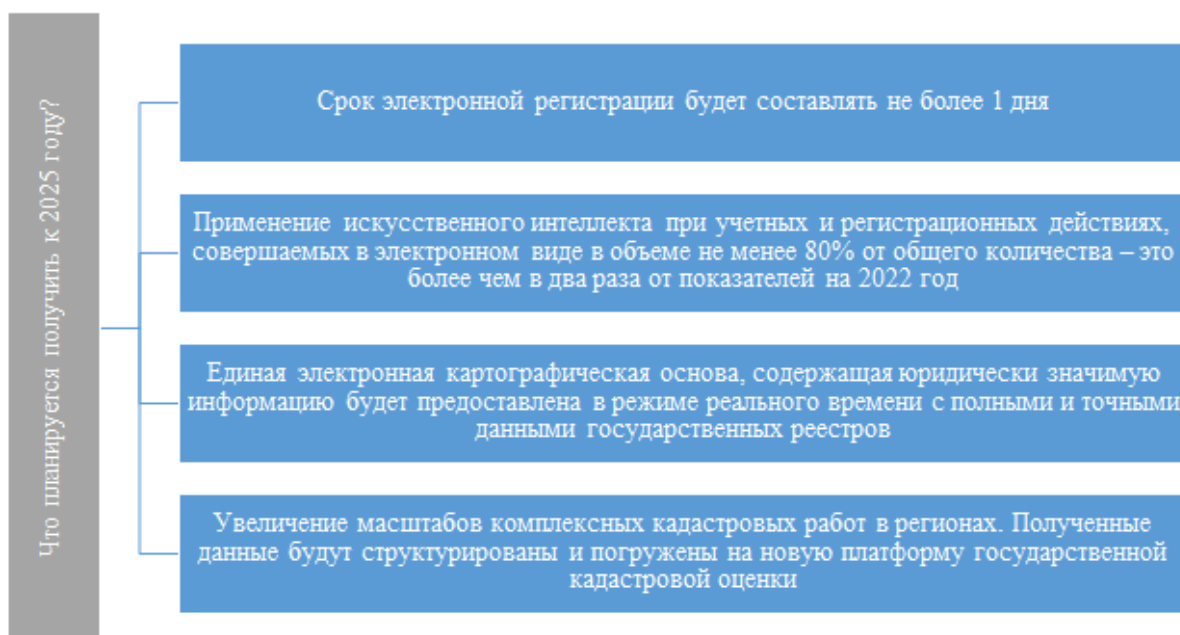 Что планируется получить к 2025 году?
Срок электронной регистрации будет составлять не более 1 дня
Применение искусственного интеллекта при учетных и регистрационных действиях,
совершаемых в электронном виде в объеме не менее 80% от общего количества – это
более чем в два раза от показателей на 2022 год
Единая электронная картографическая основа, содержащая юридически значимую
информацию будет предоставлена в режиме реального времени с полными и точными
данными государственных реестров
Увеличение масштабов комплексных кадастровых работ в регионах. Полученные
данные будут структурированы и погружены на новую платформу государственной
кадастровой оценки